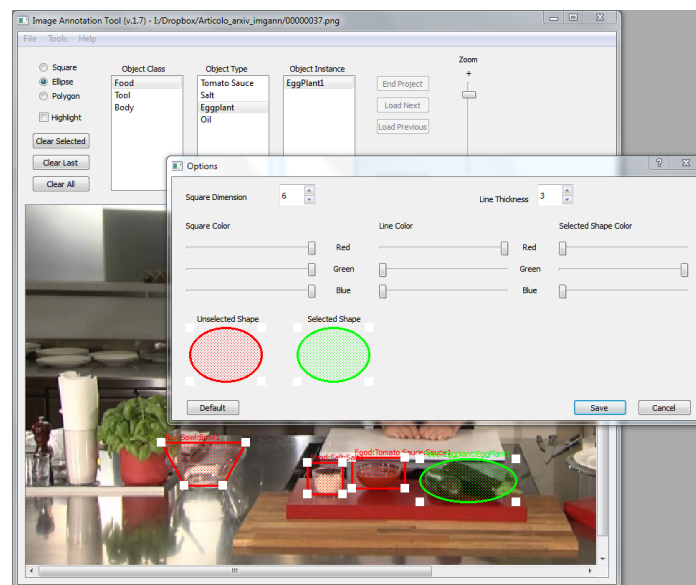 Image Annotation Tool (v.1.7) - I:/Dropbox/Articolo_arxiv_imgann/00000037.png
File Tools Help
Square
Ellipse
Polygon
Highlight
Clear Selected
Clear Last
Clear All
Object Class
Food
Tool
Body
Object Type
Tomato Sauce
Salt
Eggplant
Oil
Object Instance
EggPlant1
End Project
Load Next
Load Previous
Zoom
+
Options
Square Dimension 6
Line Thickness 3
Square Color
Line Color
Selected Shape Color
Red Red
Green Green
Blue Blue
Unselected Shape
Selected Shape
Default
Save
Cancel
Bowl:Bowl1
Food:Tomato Sauce:Sauce1